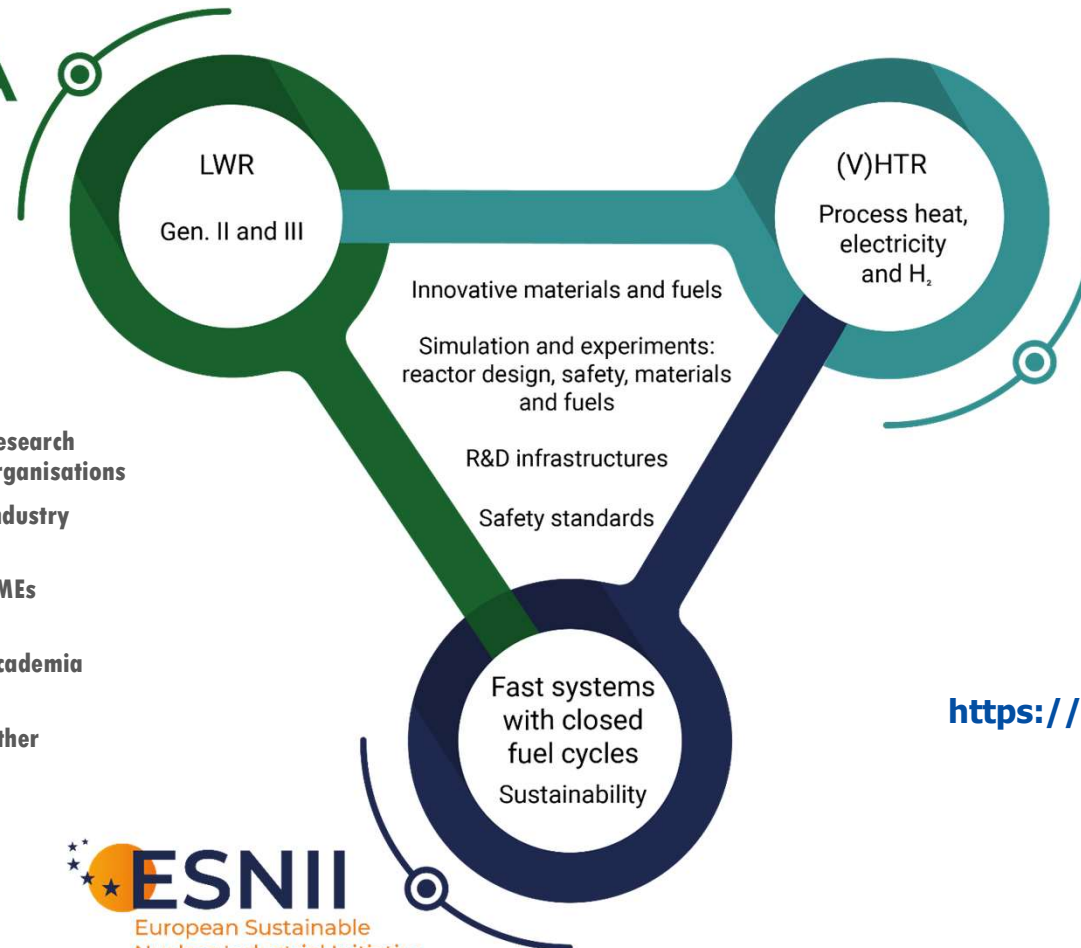 A
LWR
Gen. II and III
(V)HTR
Process heat,
electricity
and H₂
Innovative materials and fuels
Simulation and experiments:
reactor design, safety, materials
and fuels
R&D infrastructures
Safety standards
esearch
rganisations
ndustry
MEs
cademia
ther
Fast systems
with closed
fuel cycles
Sustainability
https://
ESNII
European Sustainable